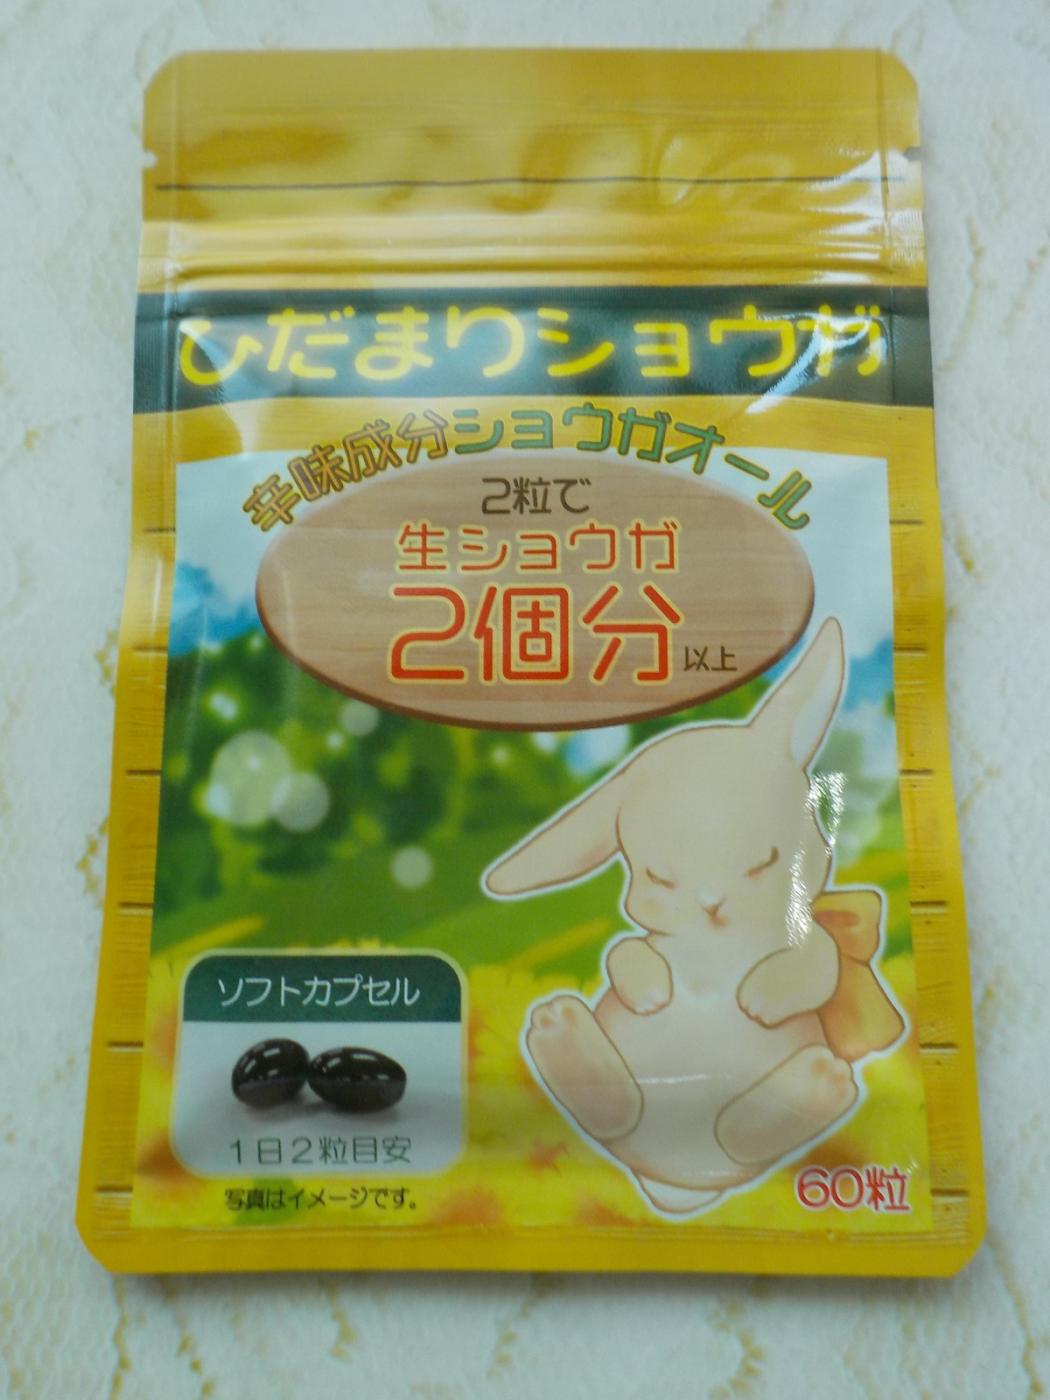 ひだまりショウガ
辛味成分ショウガオール
2粒で
生ショウガ
2個分以上
ソフトカプセル
1日2粒目安
写真はイメージです。
60粒